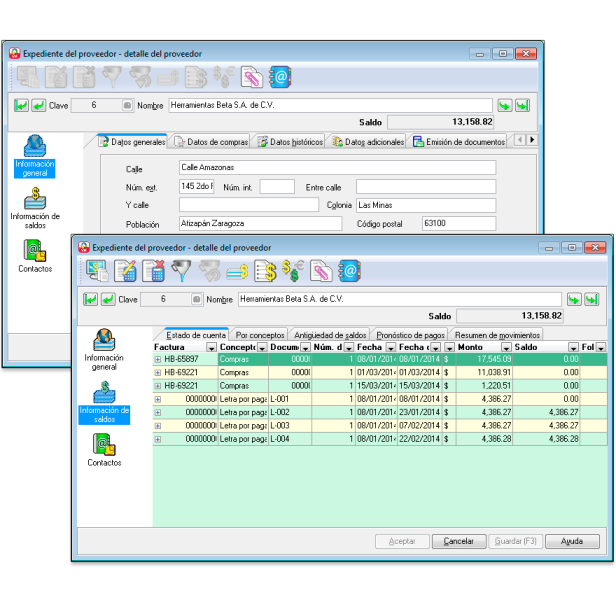 Expediente del proveedor - detalle del proveedor
Clave 6 Nombre Herramientas Beta S.A. de C.V.
Saldo 13,158.82
Datos generales Datos de compras Datos históricos Datos adicionales Emisión de documentos
Información general
Información de saldos
Contactos
Calle Calle Amazonas
Núm. ext. 145 2do Núm. int. Entre calle
Y calle Colonia Las Minas
Población Atizapán Zaragoza Código postal 63100
Expediente del proveedor - detalle del proveedor
Clave 6 Nombre Herramientas Beta S.A. de C.V.
Saldo 13,158.82
Información general
Información de saldos
Contactos
Estado de cuenta Por conceptos Antigüedad de saldos Pronóstico de pagos Resumen de movimientos
Factura Concepto Docum Núm. d Fecha Fecha Monto Saldo Fol
HB-65897 Compras 0000 1 08/01/201 08/01/2014 $ 17,545.09 0.00
HB-69221 Compras 0000 1 01/03/201 01/03/2014 $ 11,038.91 0.00
HB-69221 Compras 0000 1 15/03/201 15/03/2014 $ 1,220.51 0.00
0000000 Letra por paga L-001 1 08/01/201 08/01/2014 $ 4,386.27 0.00
0000000 Letra por paga L-002 1 08/01/201 23/01/2014 $ 4,386.27 4,386.27
0000000 Letra por paga L-003 1 08/01/201 07/02/2014 $ 4,386.27 4,386.27
0000000 Letra por paga L-004 1 08/01/201 22/02/2014 $ 4,386.28 4,386.28
Aceptar Cancelar Guardar (F3) Ayuda